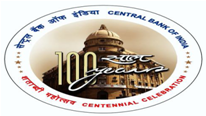 सेन्ट्रल बैंक ऑफ इंडिया CENTRAL BANK OF INDIA
100
शताब्दी महोत्सव CENTENNIAL CELEBRATION